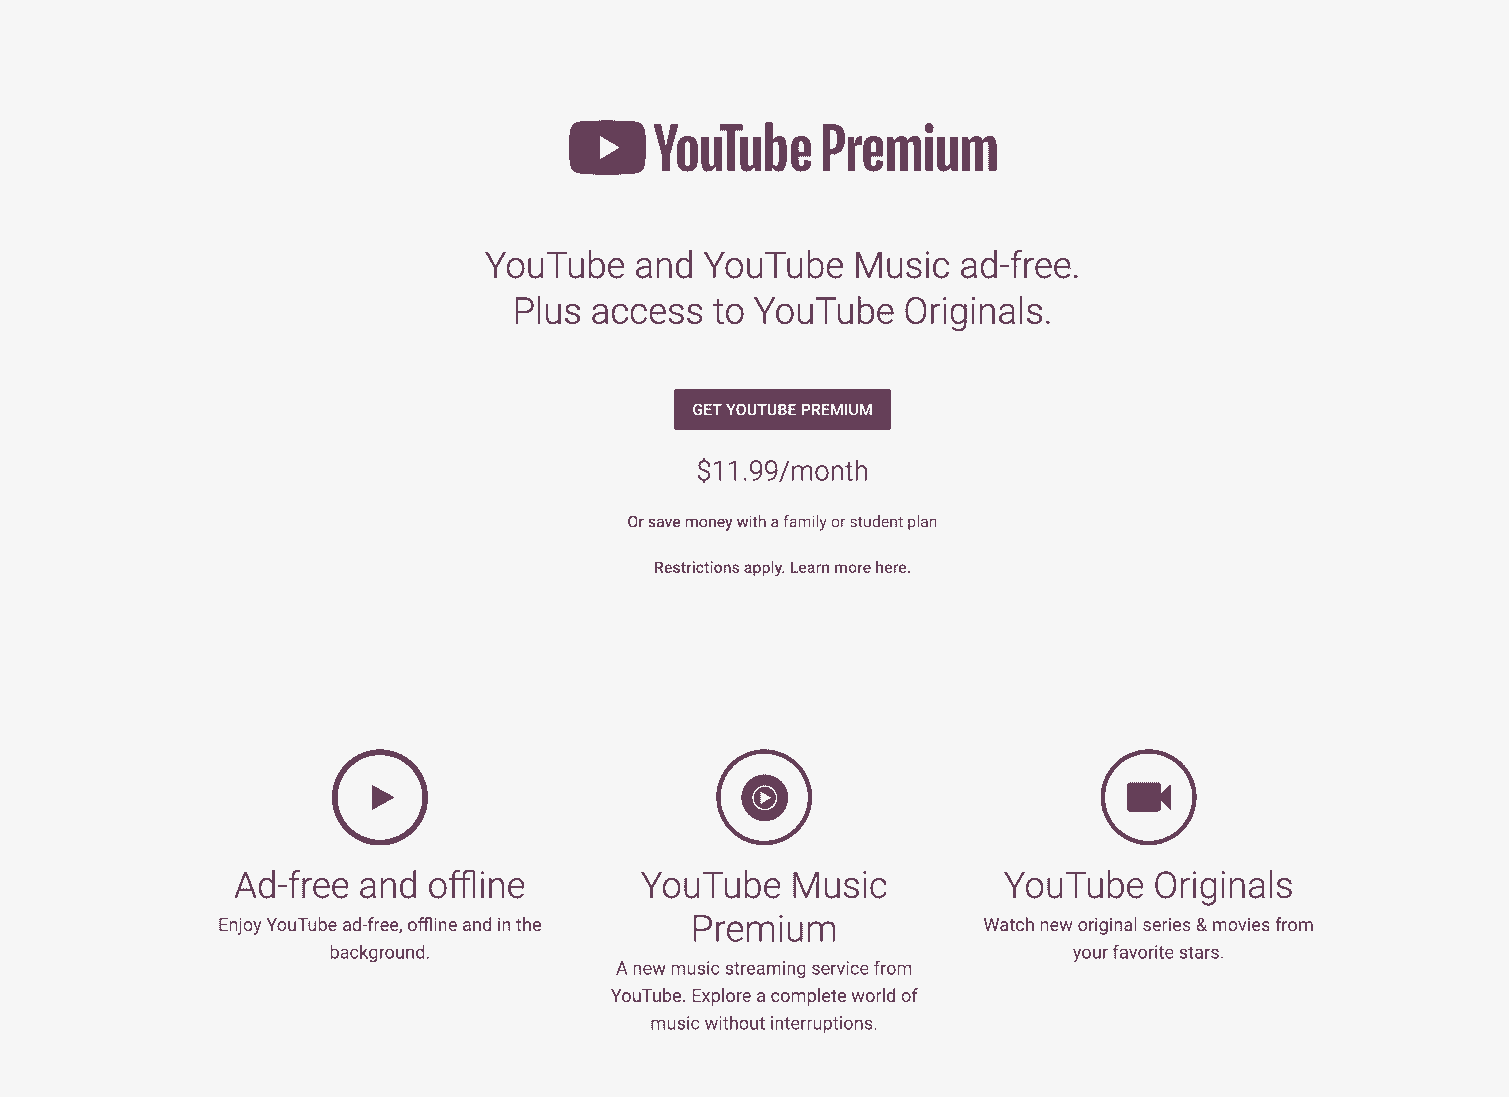 YouTube Premium
YouTube and YouTube Music ad-free.
Plus access to YouTube Originals.
GET YOUTUBE PREMIUM
$11.99/month
Or save money with a family or student plan
Restrictions apply. Learn more here.
Ad-free and offline
Enjoy YouTube ad-free, offline and in the
background.
YouTube Music
Premium
A new music streaming service from
YouTube. Explore a complete world of
music without interruptions.
YouTube Originals
Watch new original series & movies from
your favorite stars.